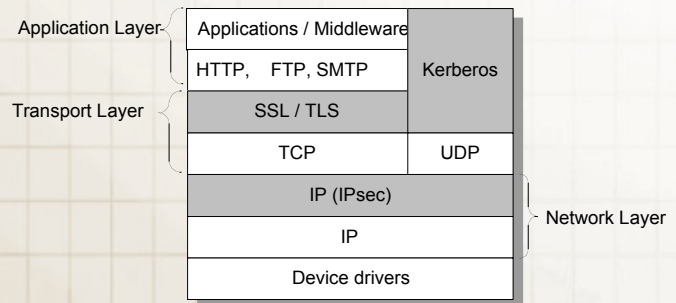 Application Layer
Applications / Middleware
HTTP, FTP, SMTP
Kerberos
Transport Layer
SSL / TLS
TCP
UDP
IP (IPsec)
Network Layer
IP
Device drivers